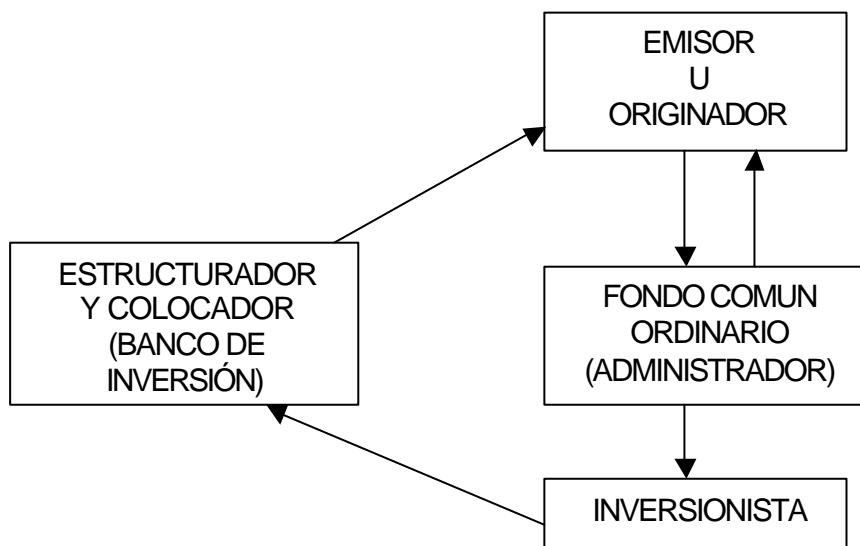 EMISOR
U
ORIGINADOR
ESTRUCTURADOR
Y COLOCADOR
(BANCO DE
INVERSIÓN)
FONDO COMUN
ORDINARIO
(ADMINISTRADOR)
INVERSIONISTA